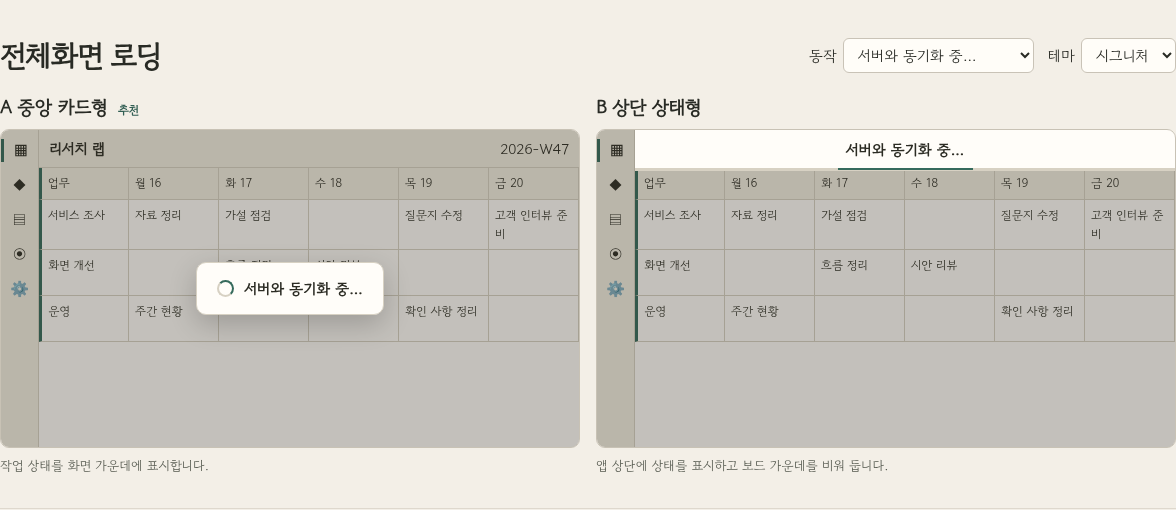 전체화면 로딩
동작 서버와 동기화 중... 테마 시그니처
A 중앙 카드형 추천
리서치 랩 2026-W47
업무 월 16 화 17 수 18 목 19 금 20
서비스 조사 자료 정리 가설 점검 질문지 수정 고객 인터뷰 준
비
화면 개선
서버와 동기화 중...
운영 주간 현황 확인 사항 정리
작업 상태를 화면 가운데에 표시합니다.
B 상단 상태형
서버와 동기화 중...
업무 월 16 화 17 수 18 목 19 금 20
서비스 조사 자료 정리 가설 점검 질문지 수정 고객 인터뷰 준
비
화면 개선 흐름 정리 시안 리뷰
운영 주간 현황 확인 사항 정리
앱 상단에 상태를 표시하고 보드 가운데를 비워 둡니다.